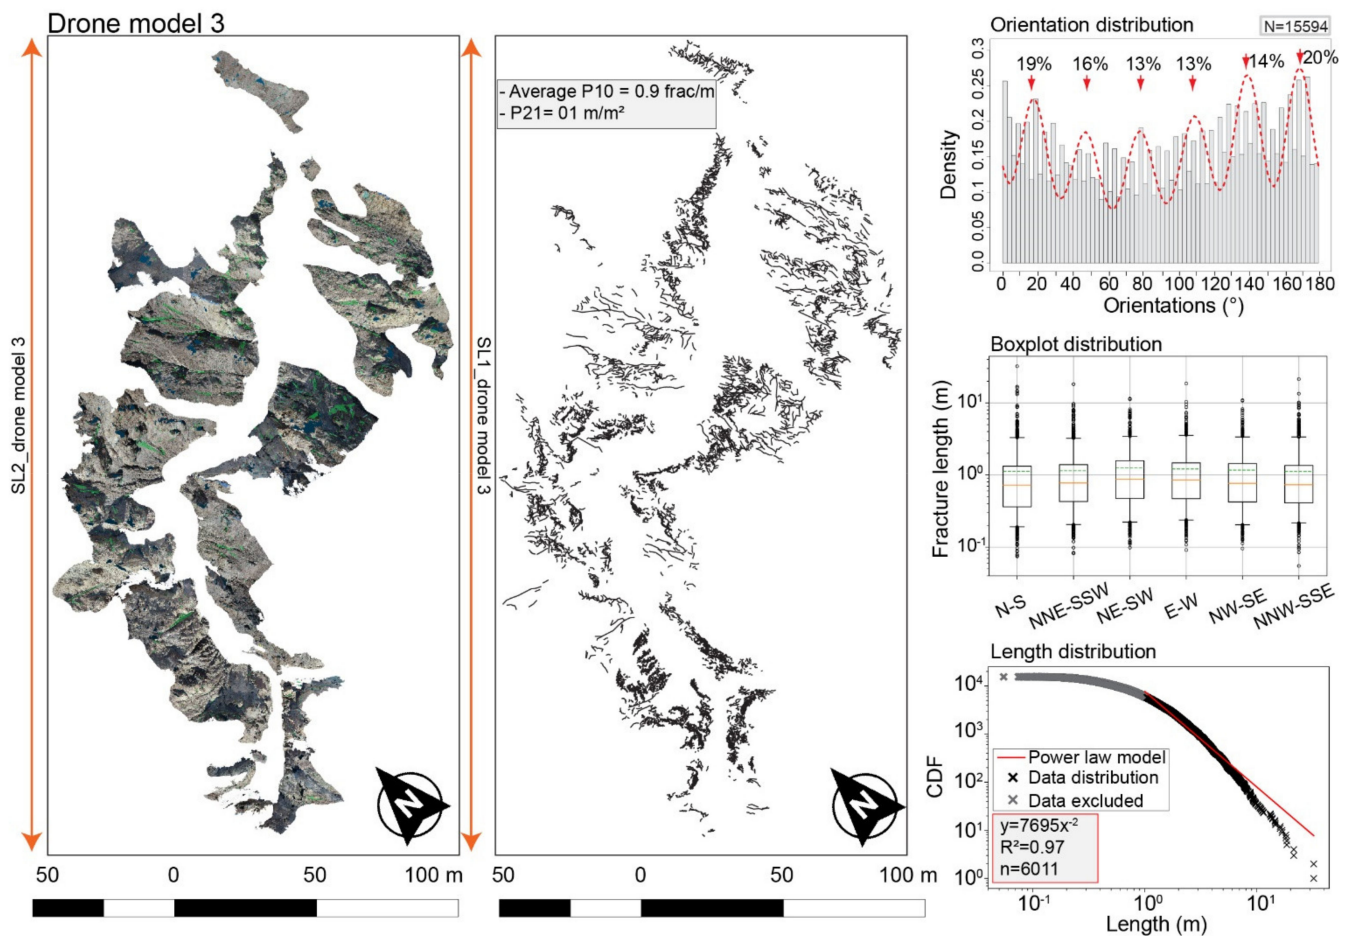 Drone model 3
SL2_drone model 3
N
50 0 50 100 m
SL1_drone model 3
- Average P10 = 0.9 frac/m
- P21= 01 m/m²
N
50 0 50 100 m
Orientation distribution
N=15594
19% 16% 13% 13% 14% 20%
Density
0.3
0.25
0.2
0.15
0.1
0.05
0.0
0 20 40 60 80 100 120 140 160 180
Orientations (°)
Boxplot distribution
Fracture length (m)
10¹
10⁰
10⁻¹
N-S NNE-SSW NE-SW E-W NW-SE NNW-SSE
Length distribution
CDF
10⁴
10³
10²
10¹
10⁰
Power law model
Data distribution
Data excluded
y=7695x⁻²
R²=0.97
n=6011
10⁻¹ 10⁰ 10¹
Length (m)